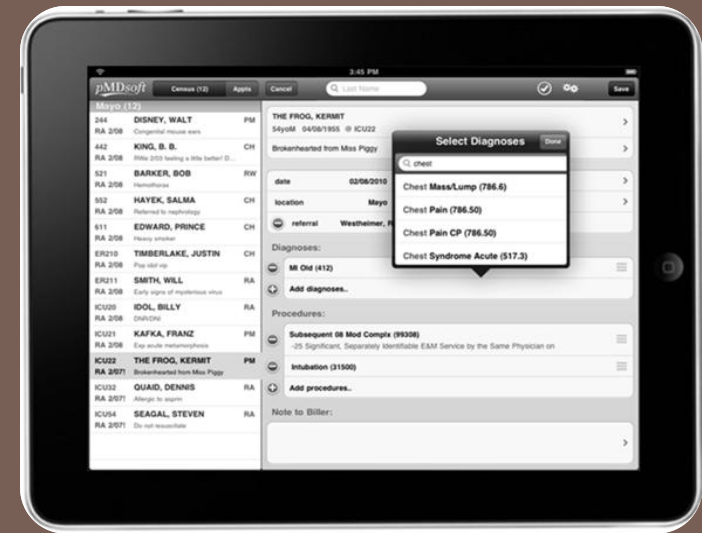 3:45 PM
pMDsoft Census (12) Appts Cancel Last Name Save
Mayo (12)
244 DISNEY, WALT PM
RA 2/08 Congenital mouse ears
442 KING, B. B. CH
RA 2/08 Rifle 2/03 feeling a little better! D...
521 BARKER, BOB RW
RA 2/08 Hemothorax
552 HAYEK, SALMA CH
RA 2/08 Referred to nephrology
611 EDWARD, PRINCE CH
RA 2/08 Heavy smoker
ER210 TIMBERLAKE, JUSTIN CH
RA 2/08 Pop idol vip
ER211 SMITH, WILL RA
RA 2/08 Early signs of mysterious virus
ICU20 IDOL, BILLY RA
RA 2/08 DNR/DNI
ICU21 KAFKA, FRANZ PM
RA 2/08 Exp acute metamorphosis
ICU22 THE FROG, KERMIT PM
RA 2/07! Brokenhearted from Miss Piggy
ICU32 QUAID, DENNIS RA
RA 2/07! Allergic to asprin
ICU54 SEAGAL, STEVEN RA
RA 2/07! Do not resuscitate
THE FROG, KERMIT
54yoM 04/08/1955 @ ICU22
Brokenhearted from Miss Piggy
date 02/08/2010
location Mayo
referral Westheimer, R
Diagnoses:
MI Old (412)
Add diagnoses..
Procedures:
Subsequent 08 Mod Complx (99308)
-25 Significant, Separately Identifiable E&M Service by the Same Physician on
Intubation (31500)
Add procedures..
Note to Biller:
Select Diagnoses Done
chest
Chest Mass/Lump (786.6)
Chest Pain (786.50)
Chest Pain CP (786.50)
Chest Syndrome Acute (517.3)